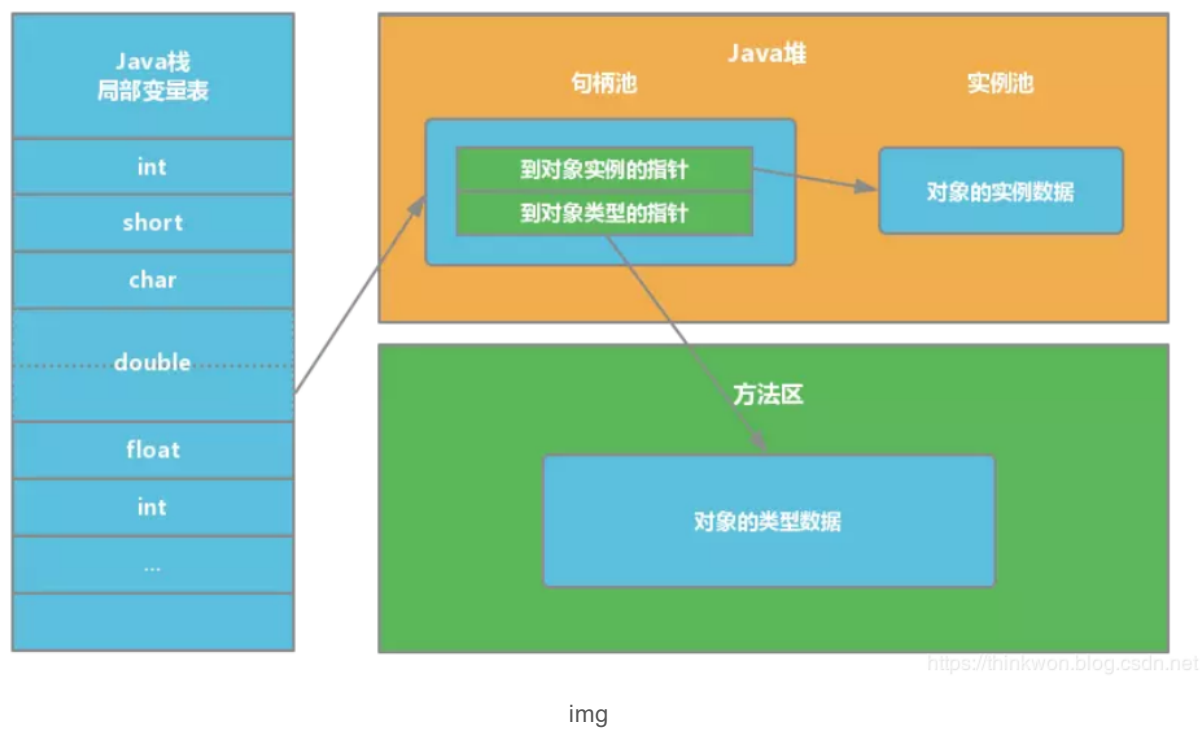 Java栈
局部变量表
int
short
char
double
float
int
...
Java堆
句柄池
实例池
到对象实例的指针
到对象类型的指针
对象的实例数据
方法区
对象的类型数据
https://thinkwon.blog.csdn.net
img